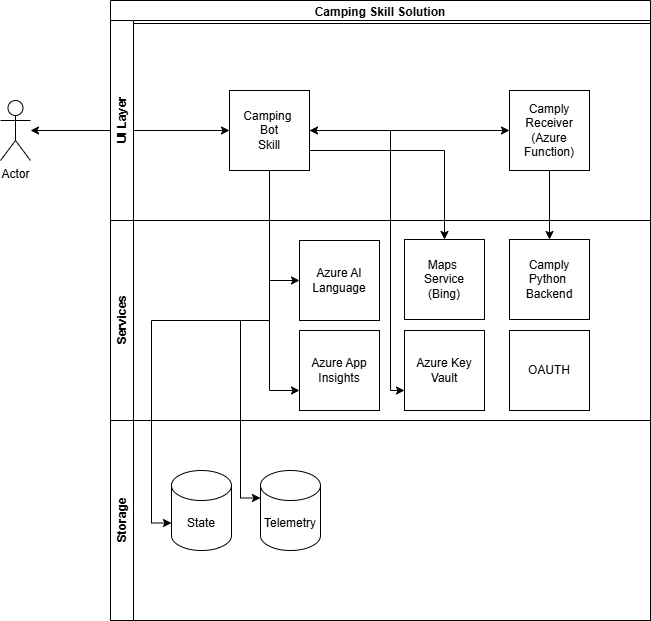 Camping Skill Solution
UI Layer
Actor
Camping
Bot
Skill
Camply
Receiver
(Azure
Function)
Services
Azure AI
Language
Maps
Service
(Bing)
Camply
Python
Backend
Azure App
Insights
Azure Key
Vault
OAUTH
Storage
State
Telemetry